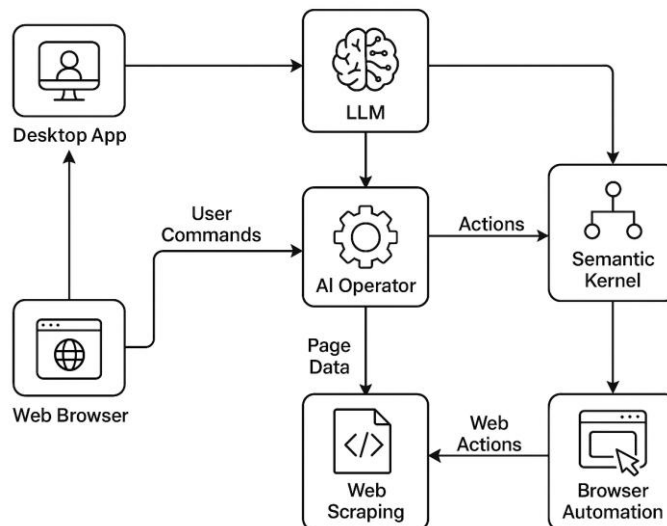 LLM
Desktop App
User
Commands
AI Operator
Actions
Semantic
Kernel
Web Browser
Page
Data
</>
Web
Scraping
Web
Actions
Browser
Automation